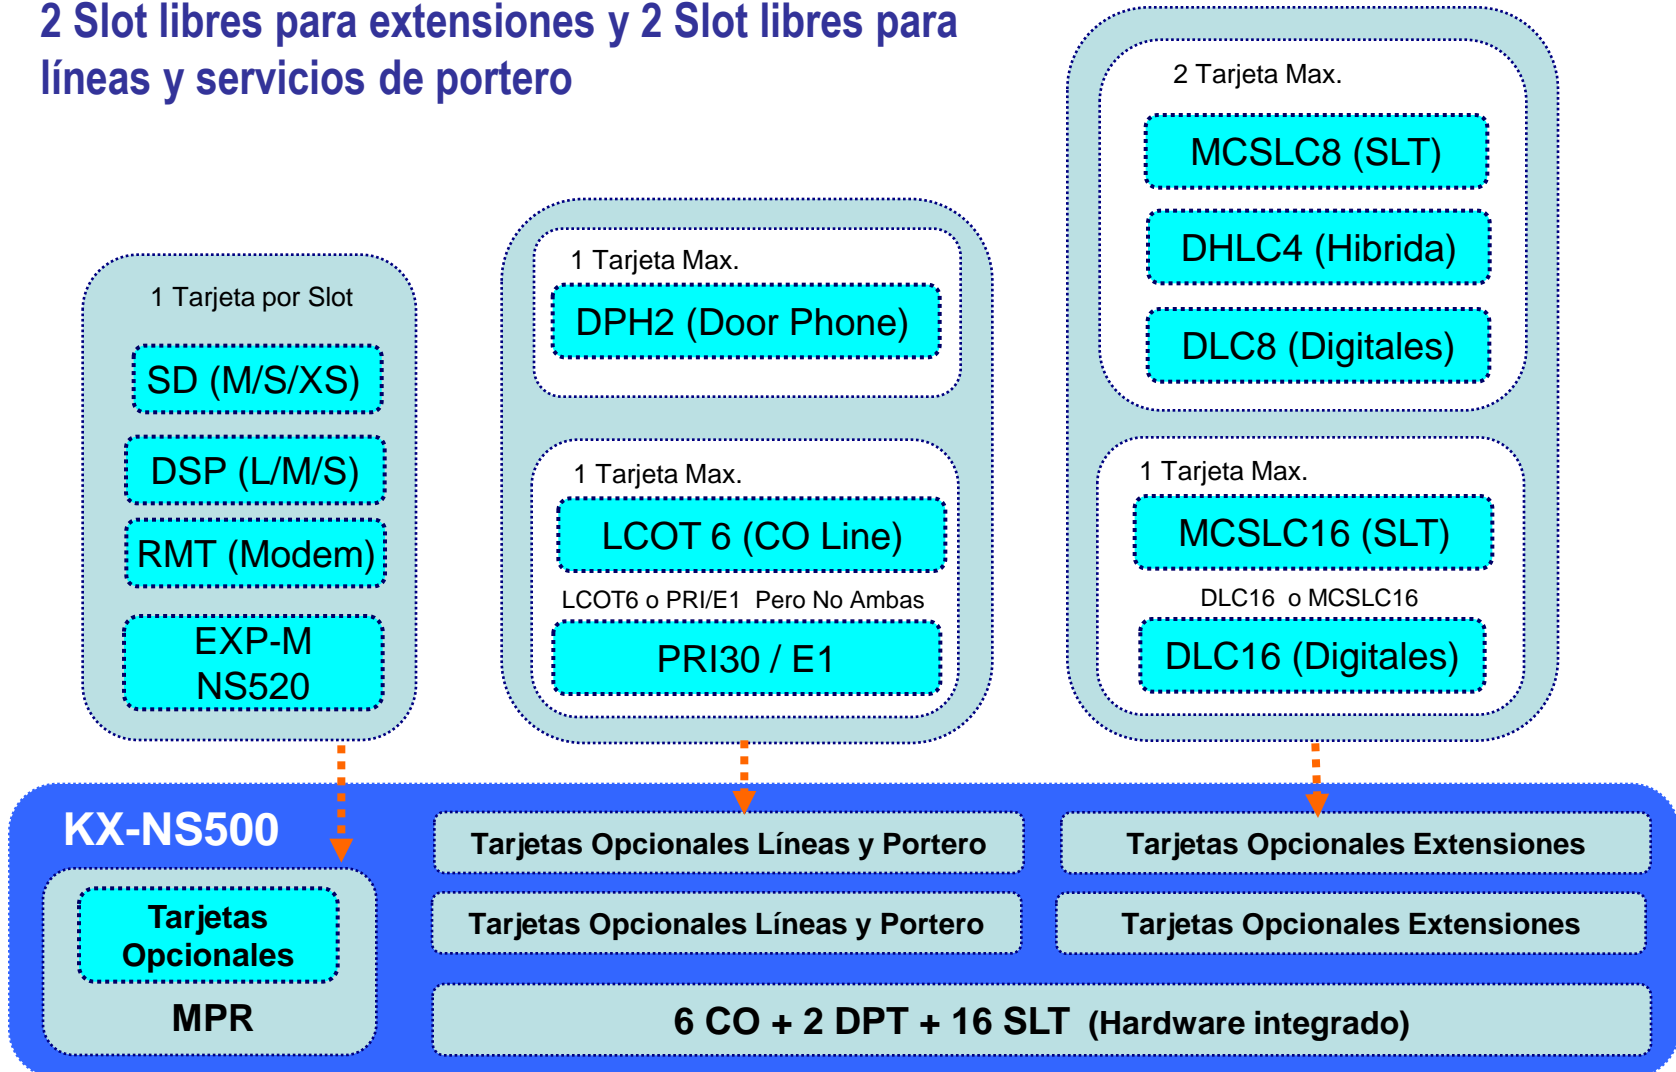 2 Slot libres para extensiones y 2 Slot libres para
líneas y servicios de portero
1 Tarjeta por Slot
SD (M/S/XS)
DSP (L/M/S)
RMT (Modem)
EXP-M
NS520
1 Tarjeta Max.
DPH2 (Door Phone)
1 Tarjeta Max.
LCOT 6 (CO Line)
LCOT6 o PRI/E1 Pero No Ambas
PRI30 / E1
2 Tarjeta Max.
MCSLC8 (SLT)
DHLC4 (Hibrida)
DLC8 (Digitales)
1 Tarjeta Max.
MCSLC16 (SLT)
DLC16 o MCSLC16
DLC16 (Digitales)
KX-NS500
Tarjetas
Opcionales
MPR
Tarjetas Opcionales Líneas y Portero
Tarjetas Opcionales Extensiones
Tarjetas Opcionales Líneas y Portero
Tarjetas Opcionales Extensiones
6 CO + 2 DPT + 16 SLT (Hardware integrado)